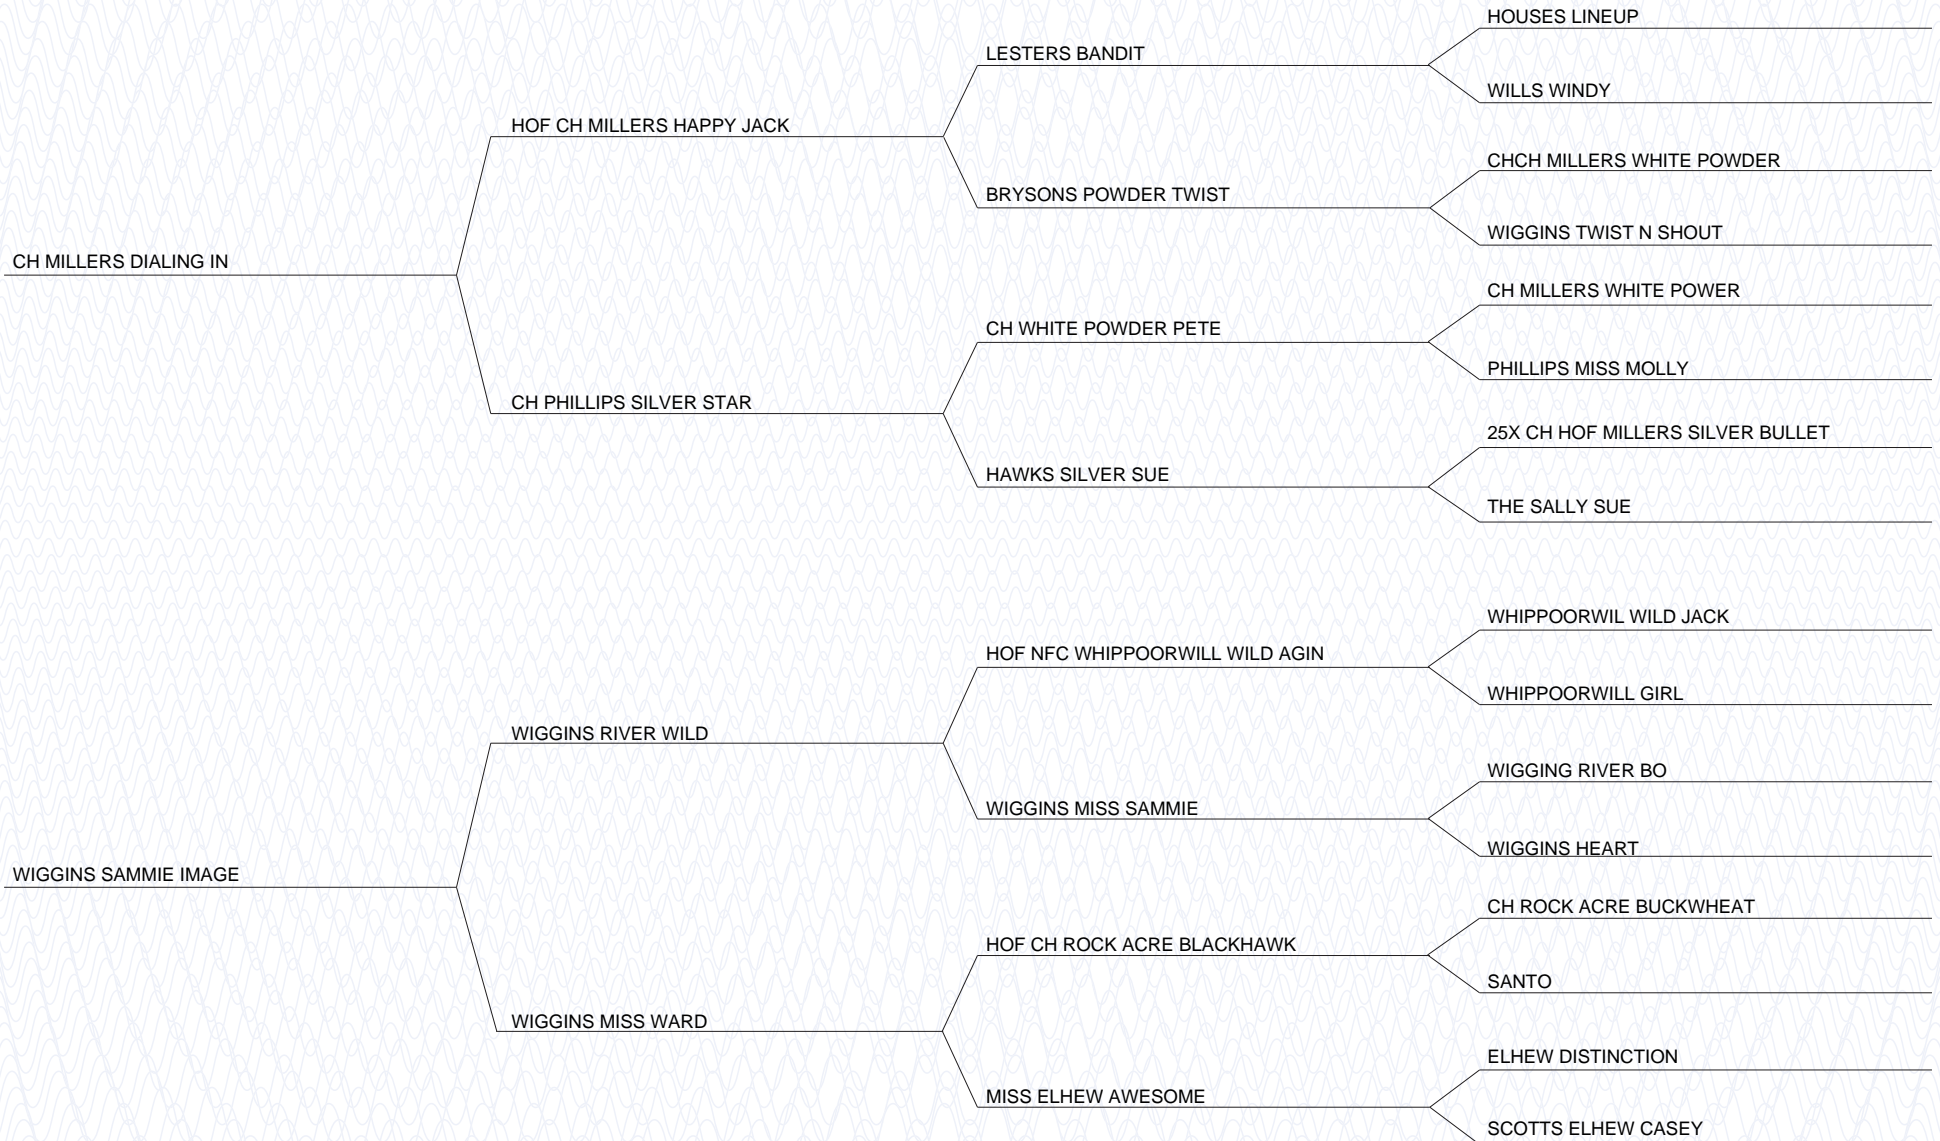 HOUSES LINEUP
LESTERS BANDIT
WILLS WINDY
HOF CH MILLERS HAPPY JACK
CHCH MILLERS WHITE POWDER
BRYSONS POWDER TWIST
WIGGINS TWIST N SHOUT
CH MILLERS DIALING IN
CH MILLERS WHITE POWER
CH WHITE POWDER PETE
PHILLIPS MISS MOLLY
CH PHILLIPS SILVER STAR
25X CH HOF MILLERS SILVER BULLET
HAWKS SILVER SUE
THE SALLY SUE
WHIPPOORWIL WILD JACK
HOF NFC WHIPPOORWILL WILD AGIN
WHIPPOORWILL GIRL
WIGGINS RIVER WILD
WIGGING RIVER BO
WIGGINS MISS SAMMIE
WIGGINS HEART
WIGGINS SAMMIE IMAGE
CH ROCK ACRE BUCKWHEAT
HOF CH ROCK ACRE BLACKHAWK
SANTO
WIGGINS MISS WARD
ELHEW DISTINCTION
MISS ELHEW AWESOME
SCOTTS ELHEW CASEY